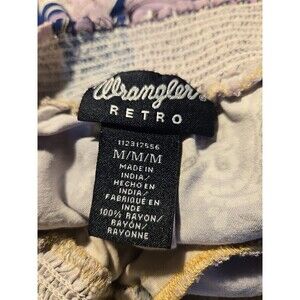 Wrangler
RETRO
112317556
M/M/M
MADE IN
INDIA/
HECHO EN
INDIA/
FABRIQUÉ EN
INDE
100% RAYON/
RAYÓN/
RAYONNE